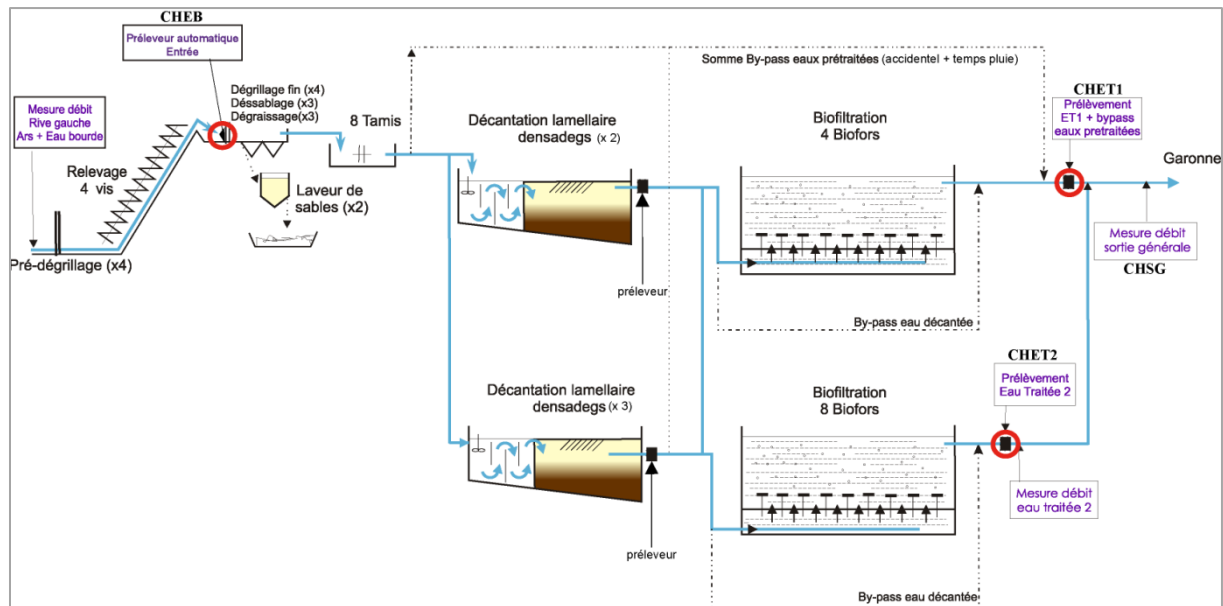 CHEB
Préleveur automatique
Entrée
Mesure débit
Rive gauche
Ars + Eau bourde
Relevage
4 vis
Pré-dégrillage (x4)
Dégrillage fin (x4)
Déssablage (x3)
Dégraissage(x3)
Laveur de
sables (x2)
8 Tamis
Somme By-pass eaux prétraitées (accidentel + temps pluie)
Décantation lamellaire
densadegs (x 2)
préleveur
Biofiltration
4 Biofors
By-pass eau décantée
CHET1
Prélèvement
ET1 + bypass
eaux pretraitées
Garonne
Mesure débit
sortie générale
CHSG
Décantation lamellaire
densadegs (x 3)
préleveur
Biofiltration
8 Biofors
By-pass eau décantée
CHET2
Prélèvement
Eau Traitée 2
Mesure débit
eau traitée 2